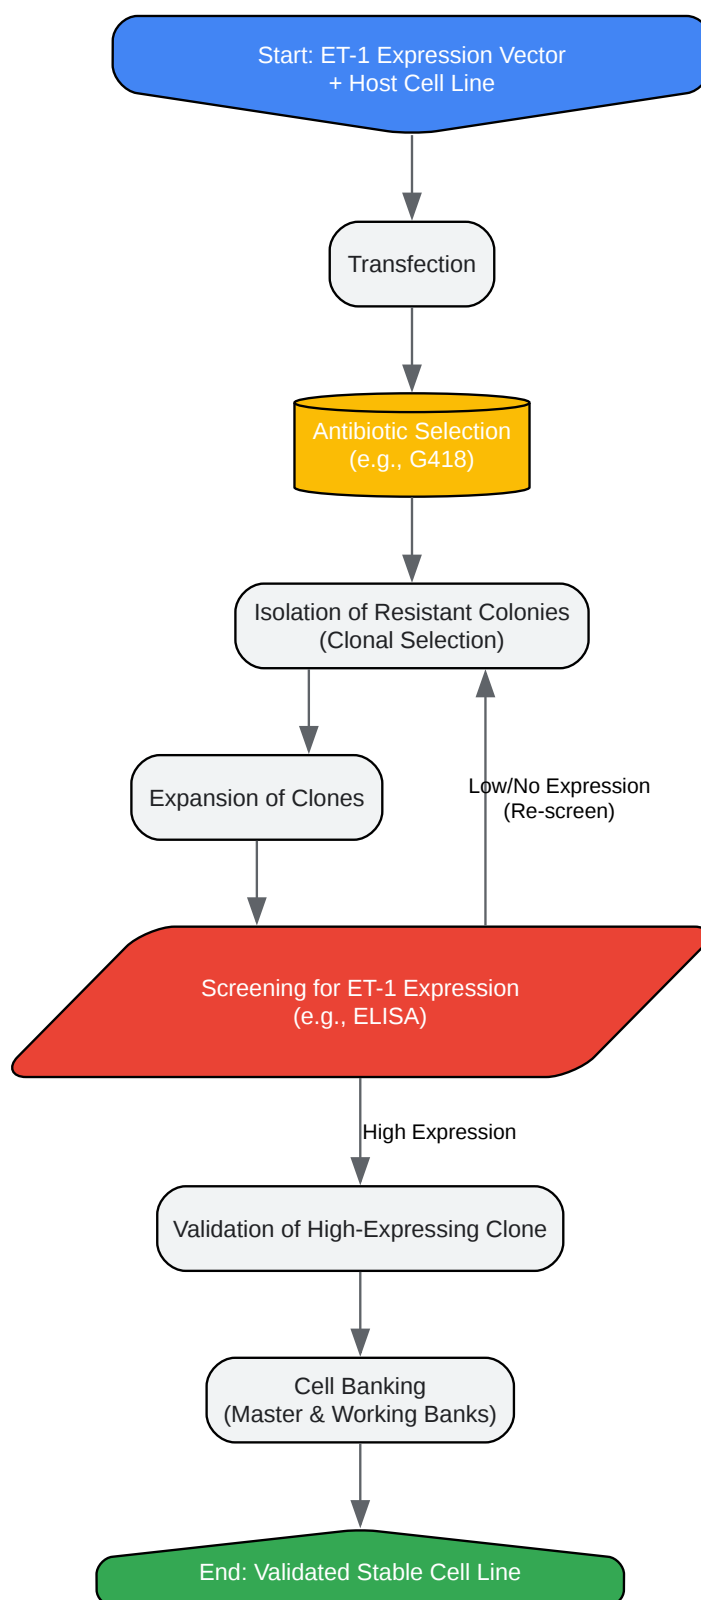 Start: ET-1 Expression Vector
+ Host Cell Line
Transfection
Antibiotic Selection
(e.g., G418)
Isolation of Resistant Colonies
(Clonal Selection)
Expansion of Clones
Low/No Expression
(Re-screen)
Screening for ET-1 Expression
(e.g., ELISA)
High Expression
Validation of High-Expressing Clone
Cell Banking
(Master & Working Banks)
End: Validated Stable Cell Line